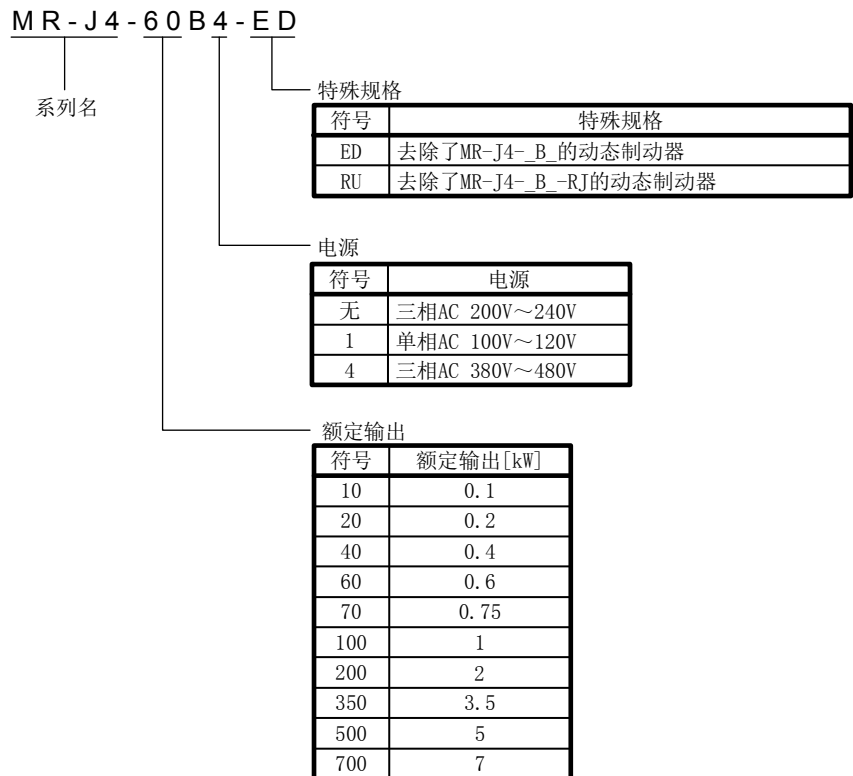 MR-J4-60B4-ED
系列名
特殊规格
符号 特殊规格
ED 去除了MR-J4-_B_的动态制动器
RU 去除了MR-J4-_B_-RJ的动态制动器
电源
符号 电源
无 三相AC 200V～240V
1 单相AC 100V～120V
4 三相AC 380V～480V
额定输出
符号 额定输出[kW]
10 0.1
20 0.2
40 0.4
60 0.6
70 0.75
100 1
200 2
350 3.5
500 5
700 7